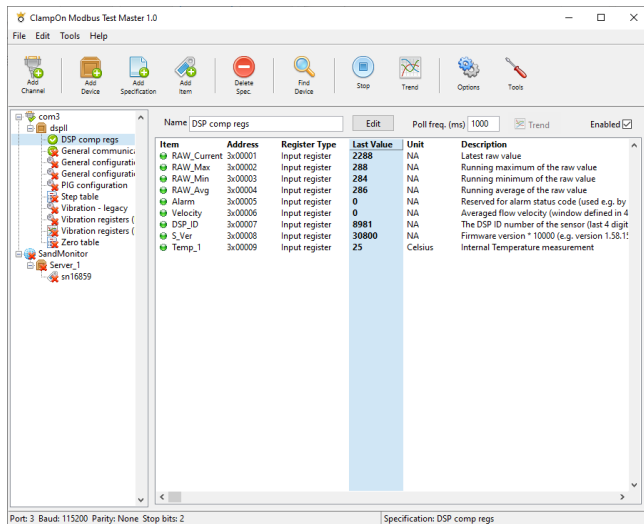 ClampOn Modbus Test Master 1.0
File Edit Tools Help
Add Channel
Add Device
Add Specification
Add Item
Delete Spec.
Find Device
Stop
Trend
Options
Tools
com3
dspll
DSP comp regs
General communic
General configuratio
General configuratio
PIG configuration
Step table
Vibration - legacy
Vibration registers (
Vibration registers (
Zero table
SandMonitor
Server_1
sn16859
Name DSP comp regs Edit Poll freq. (ms) 1000 Trend Enabled
Item Address Register Type Last Value Unit Description
RAW_Current 3x00001 Input register 2288 NA Latest raw value
RAW_Max 3x00002 Input register 288 NA Running maximum of the raw value
RAW_Min 3x00003 Input register 284 NA Running minimum of the raw value
RAW_Avg 3x00004 Input register 286 NA Running average of the raw value
Alarm 3x00005 Input register 0 NA Reserved for alarm status code (used e.g. by
Velocity 3x00006 Input register 0 NA Averaged flow velocity (window defined in 4
DSP_ID 3x00007 Input register 8981 NA The DSP ID number of the sensor (last 4 digit
S_Ver 3x00008 Input register 30800 NA Firmware version * 10000 (e.g. version 1.58.15
Temp_1 3x00009 Input register 25 Celsius Internal Temperature measurement
Port: 3 Baud: 115200 Parity: None Stop bits: 2 Specification: DSP comp regs